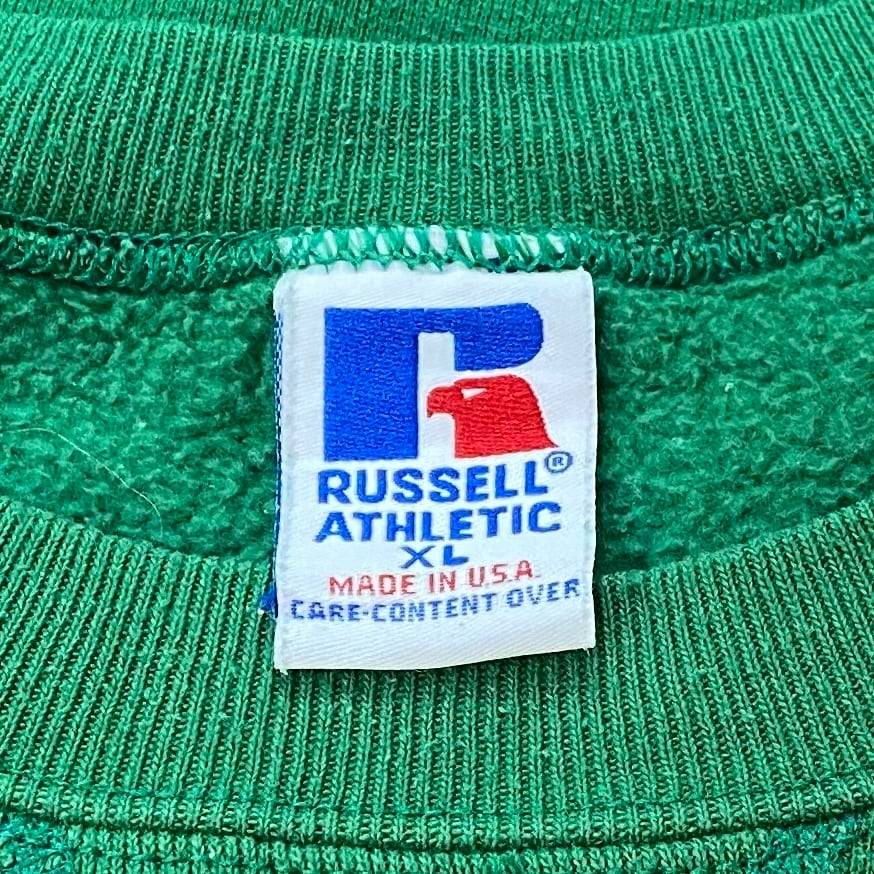 R
RUSSELL®
ATHLETIC
XL
MADE IN U.S.A.
CARE-CONTENT OVER